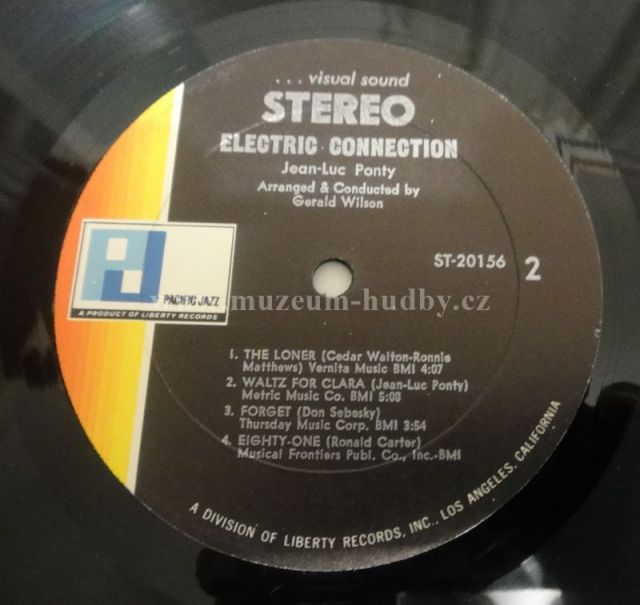 ... visual sound
STEREO
ELECTRIC CONNECTION
Jean-Luc Ponty
Arranged & Conducted by
Gerald Wilson
ST-20156 2
PJ
PACIFIC JAZZ
A PRODUCT OF LIBERTY RECORDS
muzeum-hudby.cz
1. THE LONER (Cedar Walton-Ronnie
Matthews) Vernita Music BMI 4:07
2. WALTZ FOR CLARA (Jean-Luc Ponty)
Metric Music Co. BMI 5:08
3. FORGET (Don Sebasky)
Thursday Music Corp. BMI 3:54
4. EIGHTY-ONE (Ronald Carter)
Musical Frontiers Publ. Co., Inc.-BMI
A DIVISION OF LIBERTY RECORDS, INC., LOS ANGELES, CALIFORNIA